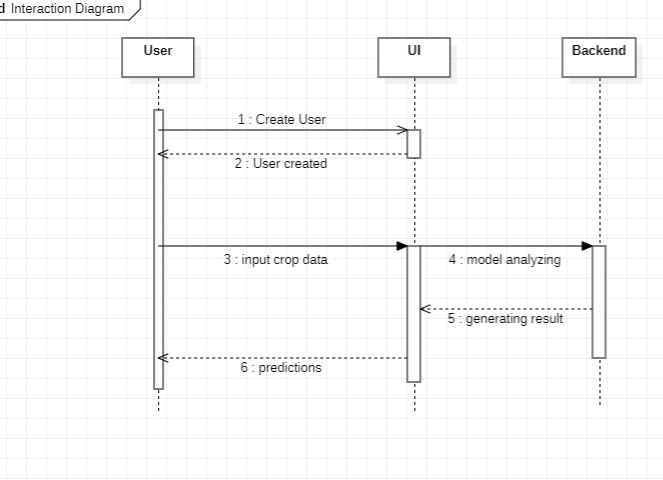 d Interaction Diagram
User
UI
Backend
1 : Create User
2 : User created
3 : input crop data
4 : model analyzing
5 : generating result
6 : predictions